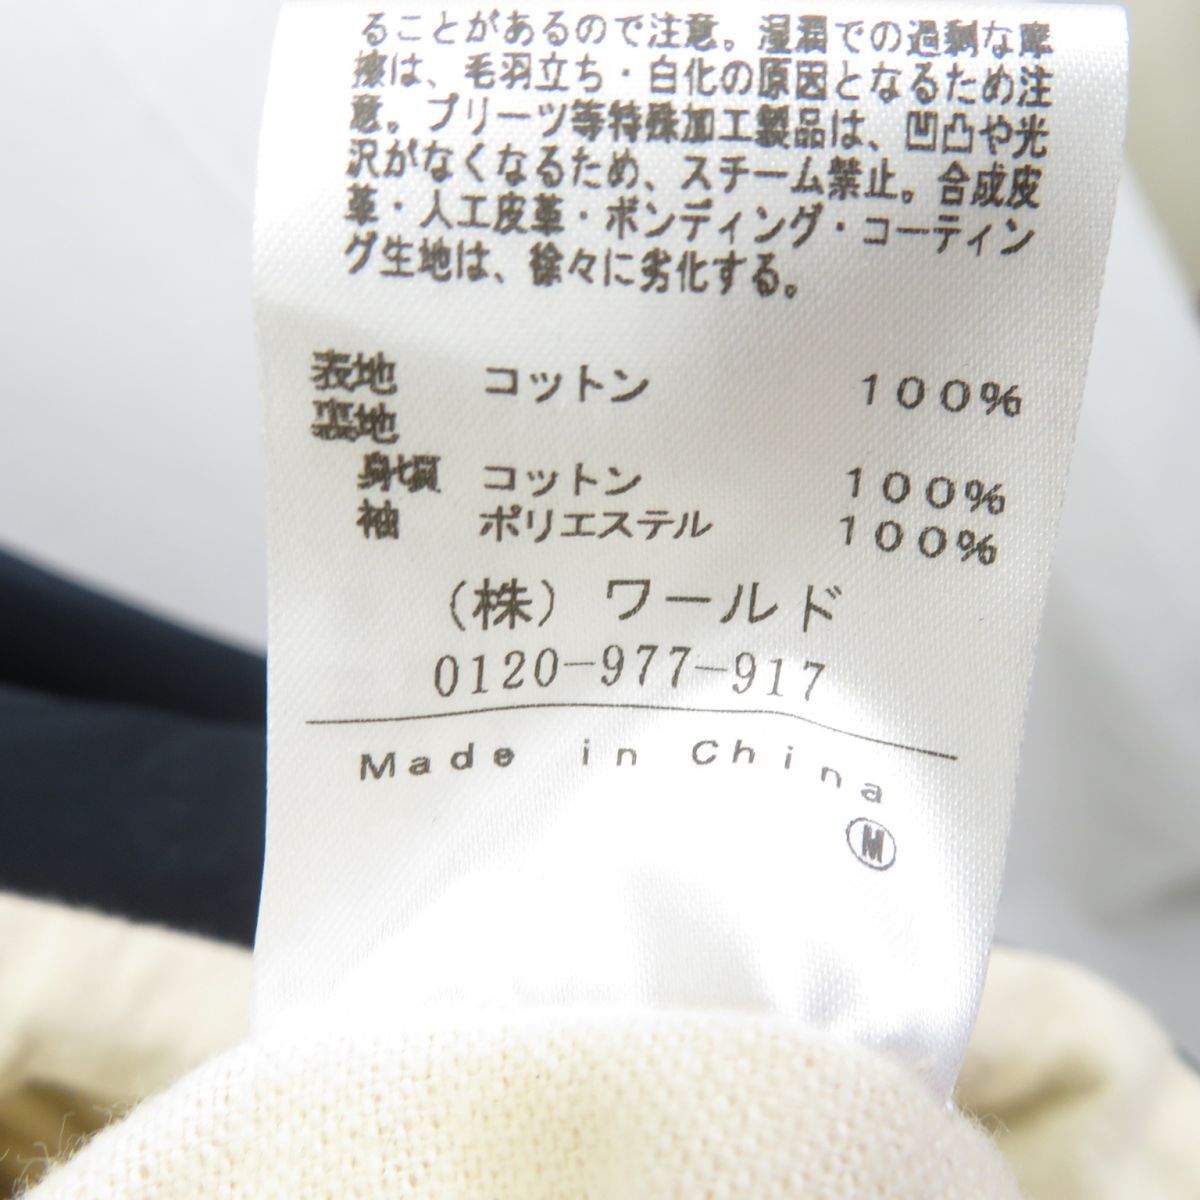 ることがあるので注意。湿潤での過剰な摩
擦は、毛羽立ち・白化の原因となるため注
意。プリーツ等特殊加工製品は、凹凸や光
沢がなくなるため、スチーム禁止。合成皮
革・人工皮革・ボンディング・コーティン
グ生地は、徐々に劣化する。
表地 コットン 100%
裏地
身頃 コットン 100%
袖 ポリエステル 100%
(株) ワールド
0120-977-917
Made in China
M